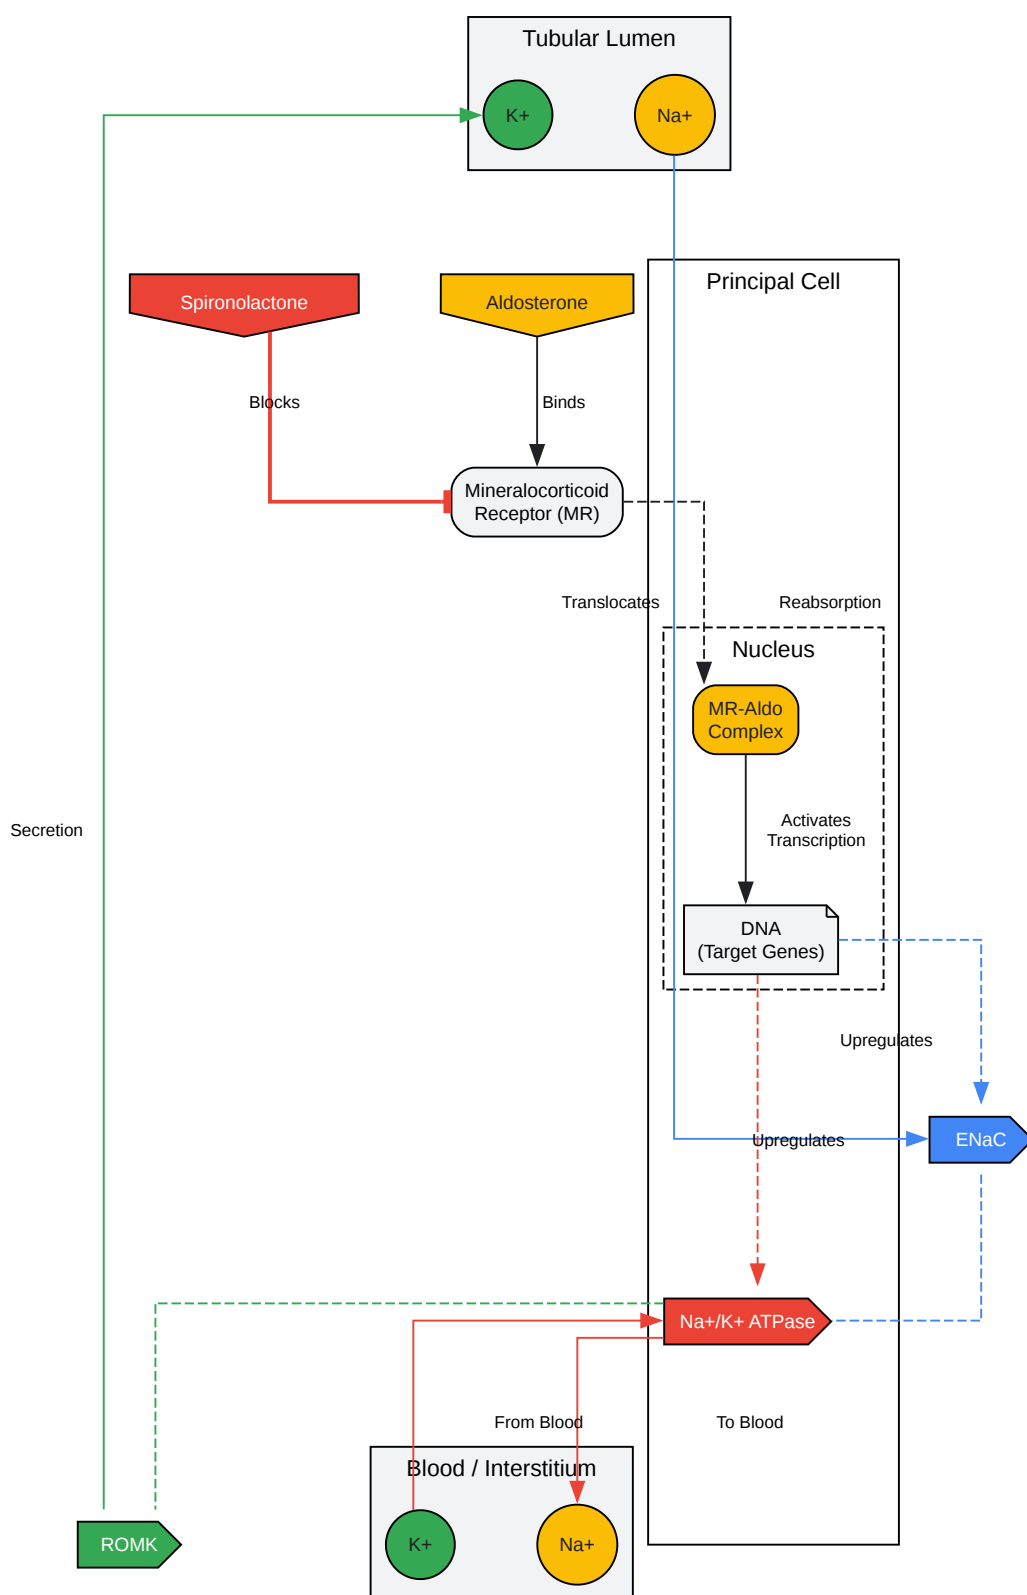 Tubular Lumen
K+
Na+
Principal Cell
Spironolactone
Aldosterone
Blocks
Binds
Mineralocorticoid
Receptor (MR)
Translocates
Reabsorption
Nucleus
MR-Aldo
Complex
Secretion
Activates
Transcription
DNA
(Target Genes)
Upregulates
Upregulates
ENaC
Na+/K+ ATPase
From Blood
To Blood
Blood / Interstitium
ROMK
K+
Na+